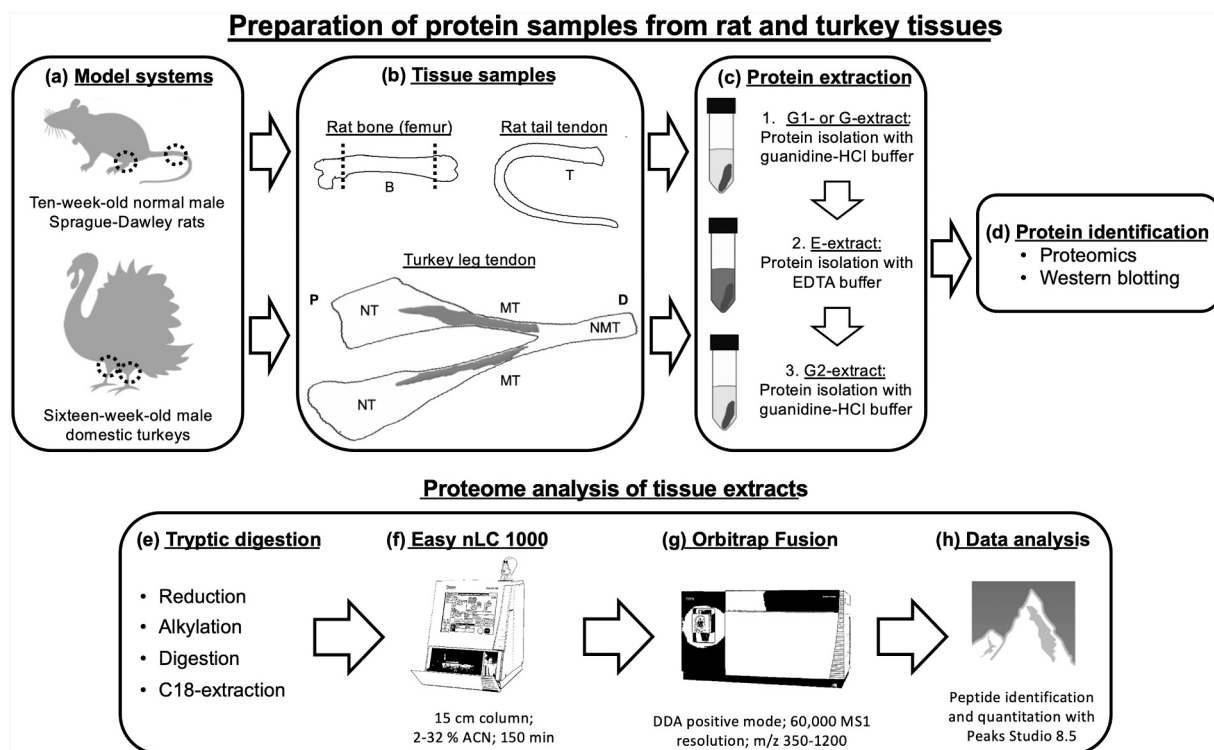 Preparation of protein samples from rat and turkey tissues
(a) Model systems
Ten-week-old normal male
Sprague-Dawley rats
Sixteen-week-old male
domestic turkeys
(b) Tissue samples
Rat bone (femur)
B
Rat tail tendon
T
Turkey leg tendon
P
D
NT
MT
NMT
MT
NT
(c) Protein extraction
1. G1- or G-extract:
Protein isolation with
guanidine-HCl buffer
2. E-extract:
Protein isolation with
EDTA buffer
3. G2-extract:
Protein isolation with
guanidine-HCl buffer
(d) Protein identification
• Proteomics
• Western blotting
Proteome analysis of tissue extracts
(e) Tryptic digestion
• Reduction
• Alkylation
• Digestion
• C18-extraction
(f) Easy nLC 1000
15 cm column;
2-32 % ACN; 150 min
(g) Orbitrap Fusion
DDA positive mode; 60,000 MS1
resolution; m/z 350-1200
(h) Data analysis
Peptide identification
and quantitation with
Peaks Studio 8.5